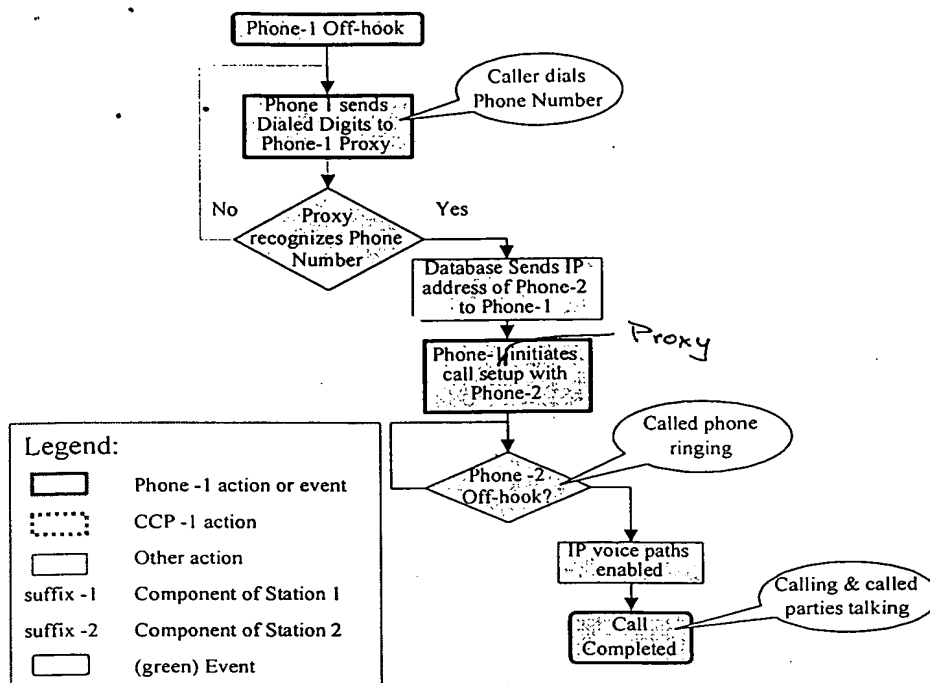 Phone-1 Off-hook
Caller dials
Phone Number
Phone 1 sends
Dialed Digits to
Phone-1 Proxy
No
Yes
Proxy
recognizes Phone
Number
Database Sends IP
address of Phone-2
to Phone-1
Proxy
Phone-1 initiates
call setup with
Phone-2
Called phone
ringing
Phone -2
Off-hook?
IP voice paths
enabled
Calling & called
parties talking
Call
Completed
Legend:
Phone -1 action or event
CCP -1 action
Other action
suffix -1 Component of Station 1
suffix -2 Component of Station 2
(green) Event